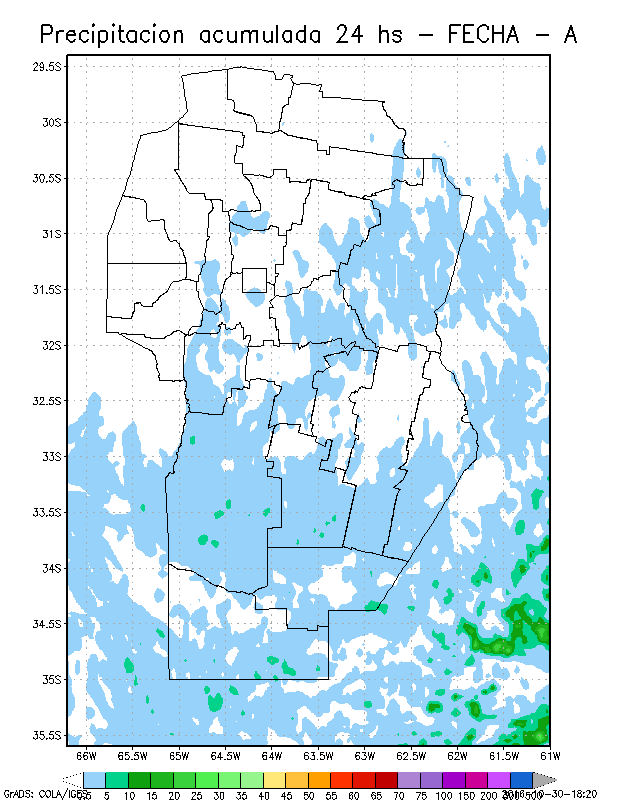 Precipitacion acumulada 24 hs – FECHA – A
29.5S
30S
30.5S
31S
31.5S
32S
32.5S
33S
33.5S
34S
34.5S
35S
35.5S
66W 65.5W 65W 64.5W 64W 63.5W 63W 62.5W 62W 61.5W 61W
5 10 15 20 25 30 35 40 45 50 55 60 65 70 75 100 150 200
GrADS: COLA/IGES